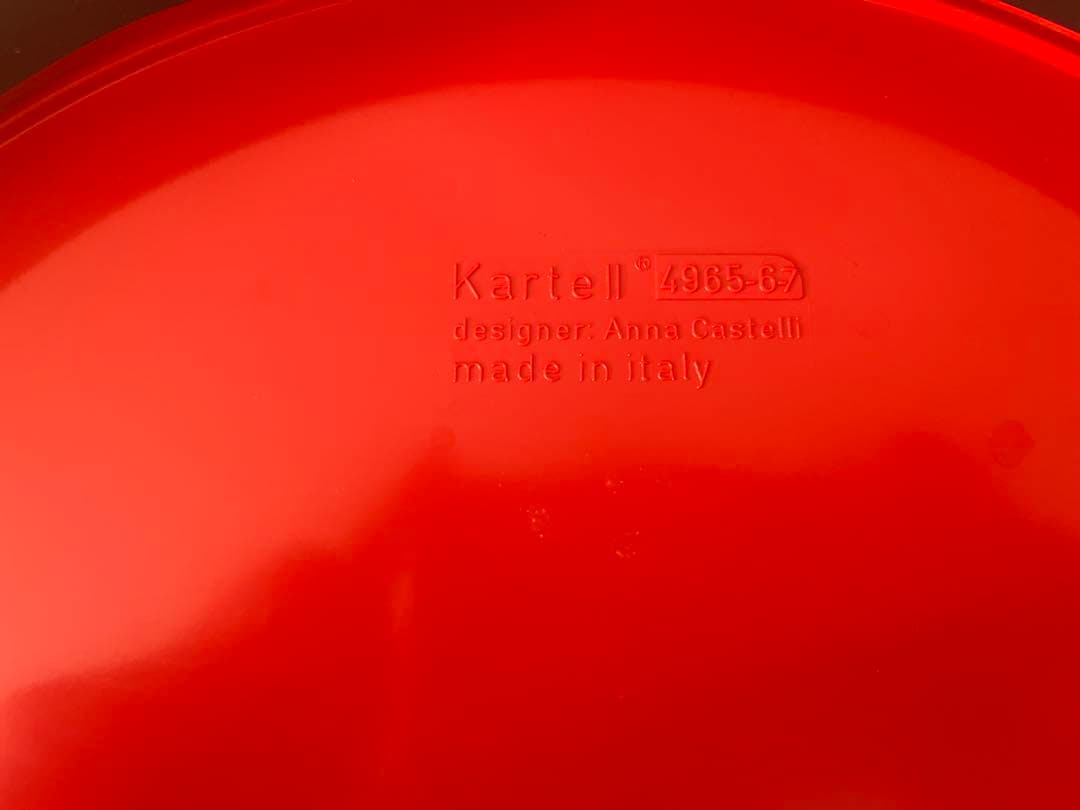 Kartell® 4965-67
designer: Anna Castelli
made in italy